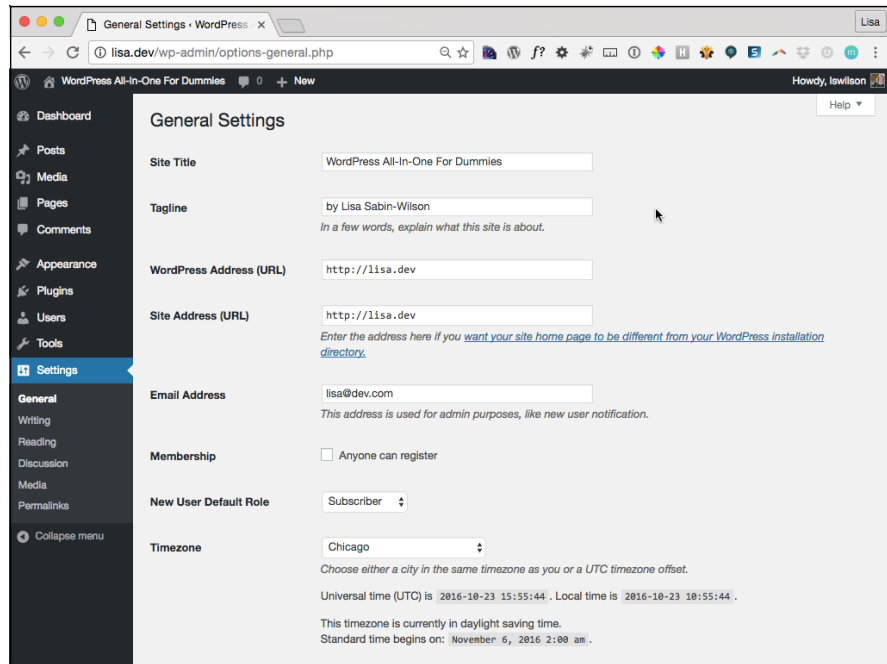 General Settings ‹ WordPress
Lisa
lisa.dev/wp-admin/options-general.php
WordPress All-In-One For Dummies 0 + New
Howdy, lswilson
Help ▼
Dashboard
Posts
Media
Pages
Comments
Appearance
Plugins
Users
Tools
Settings
General
Writing
Reading
Discussion
Media
Permalinks
Collapse menu
General Settings
Site Title
WordPress All-In-One For Dummies
Tagline
by Lisa Sabin-Wilson
In a few words, explain what this site is about.
WordPress Address (URL)
http://lisa.dev
Site Address (URL)
http://lisa.dev
Enter the address here if you want your site home page to be different from your WordPress installation
directory.
Email Address
lisa@dev.com
This address is used for admin purposes, like new user notification.
Membership
Anyone can register
New User Default Role
Subscriber
Timezone
Chicago
Choose either a city in the same timezone as you or a UTC timezone offset.
Universal time (UTC) is 2016-10-23 15:55:44 . Local time is 2016-10-23 10:55:44 .
This timezone is currently in daylight saving time.
Standard time begins on: November 6, 2016 2:00 am .